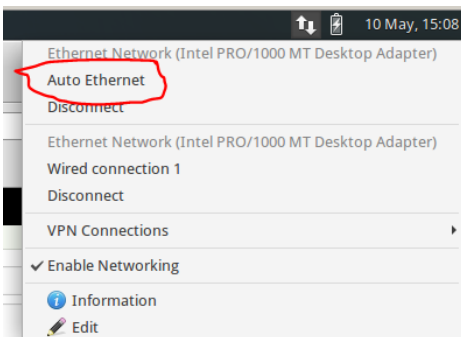 10 May, 15:08
Ethernet Network (Intel PRO/1000 MT Desktop Adapter)
Auto Ethernet
Disconnect
Ethernet Network (Intel PRO/1000 MT Desktop Adapter)
Wired connection 1
Disconnect
VPN Connections
Enable Networking
Information
Edit